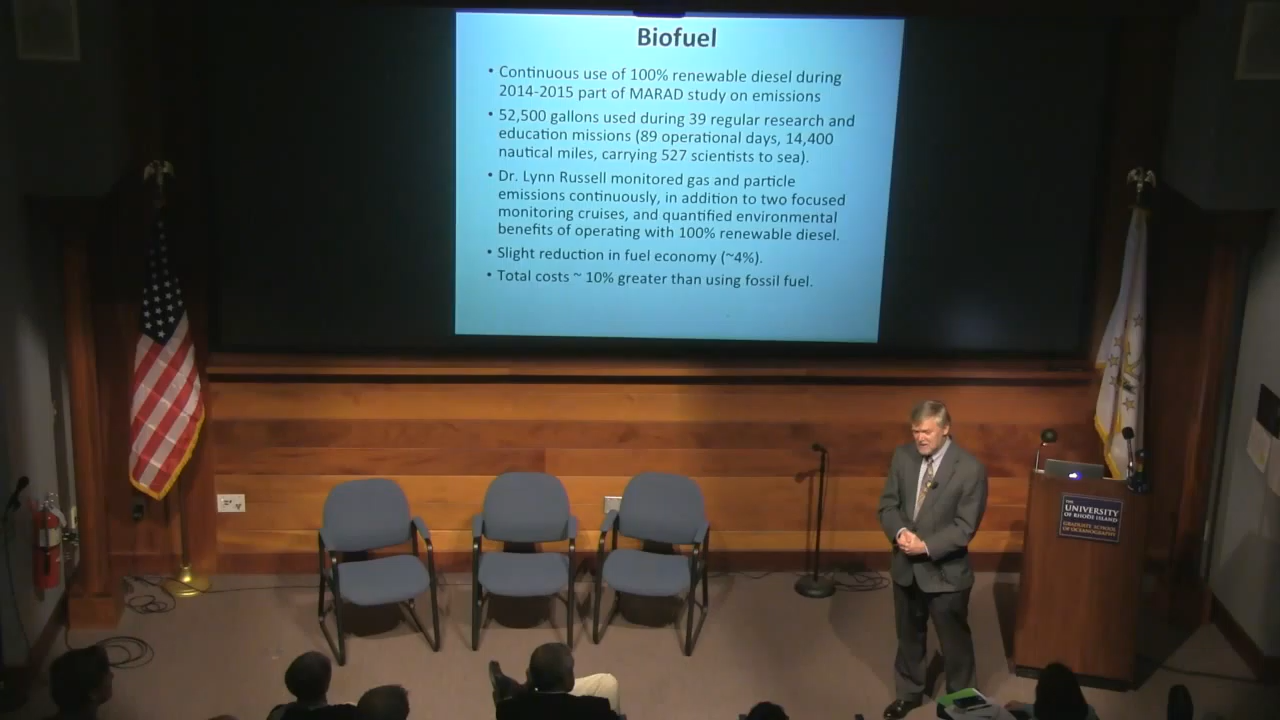 Biofuel
• Continuous use of 100% renewable diesel during
2014-2015 part of MARAD study on emissions
• 52,500 gallons used during 39 regular research and
education missions (89 operational days, 14,400
nautical miles, carrying 527 scientists to sea).
• Dr. Lynn Russell monitored gas and particle
emissions continuously, in addition to two focused
monitoring cruises, and quantified environmental
benefits of operating with 100% renewable diesel.
• Slight reduction in fuel economy (~4%).
• Total costs ~ 10% greater than using fossil fuel.
THE
UNIVERSITY
OF RHODE ISLAND
GRADUATE SCHOOL
OF OCEANOGRAPHY